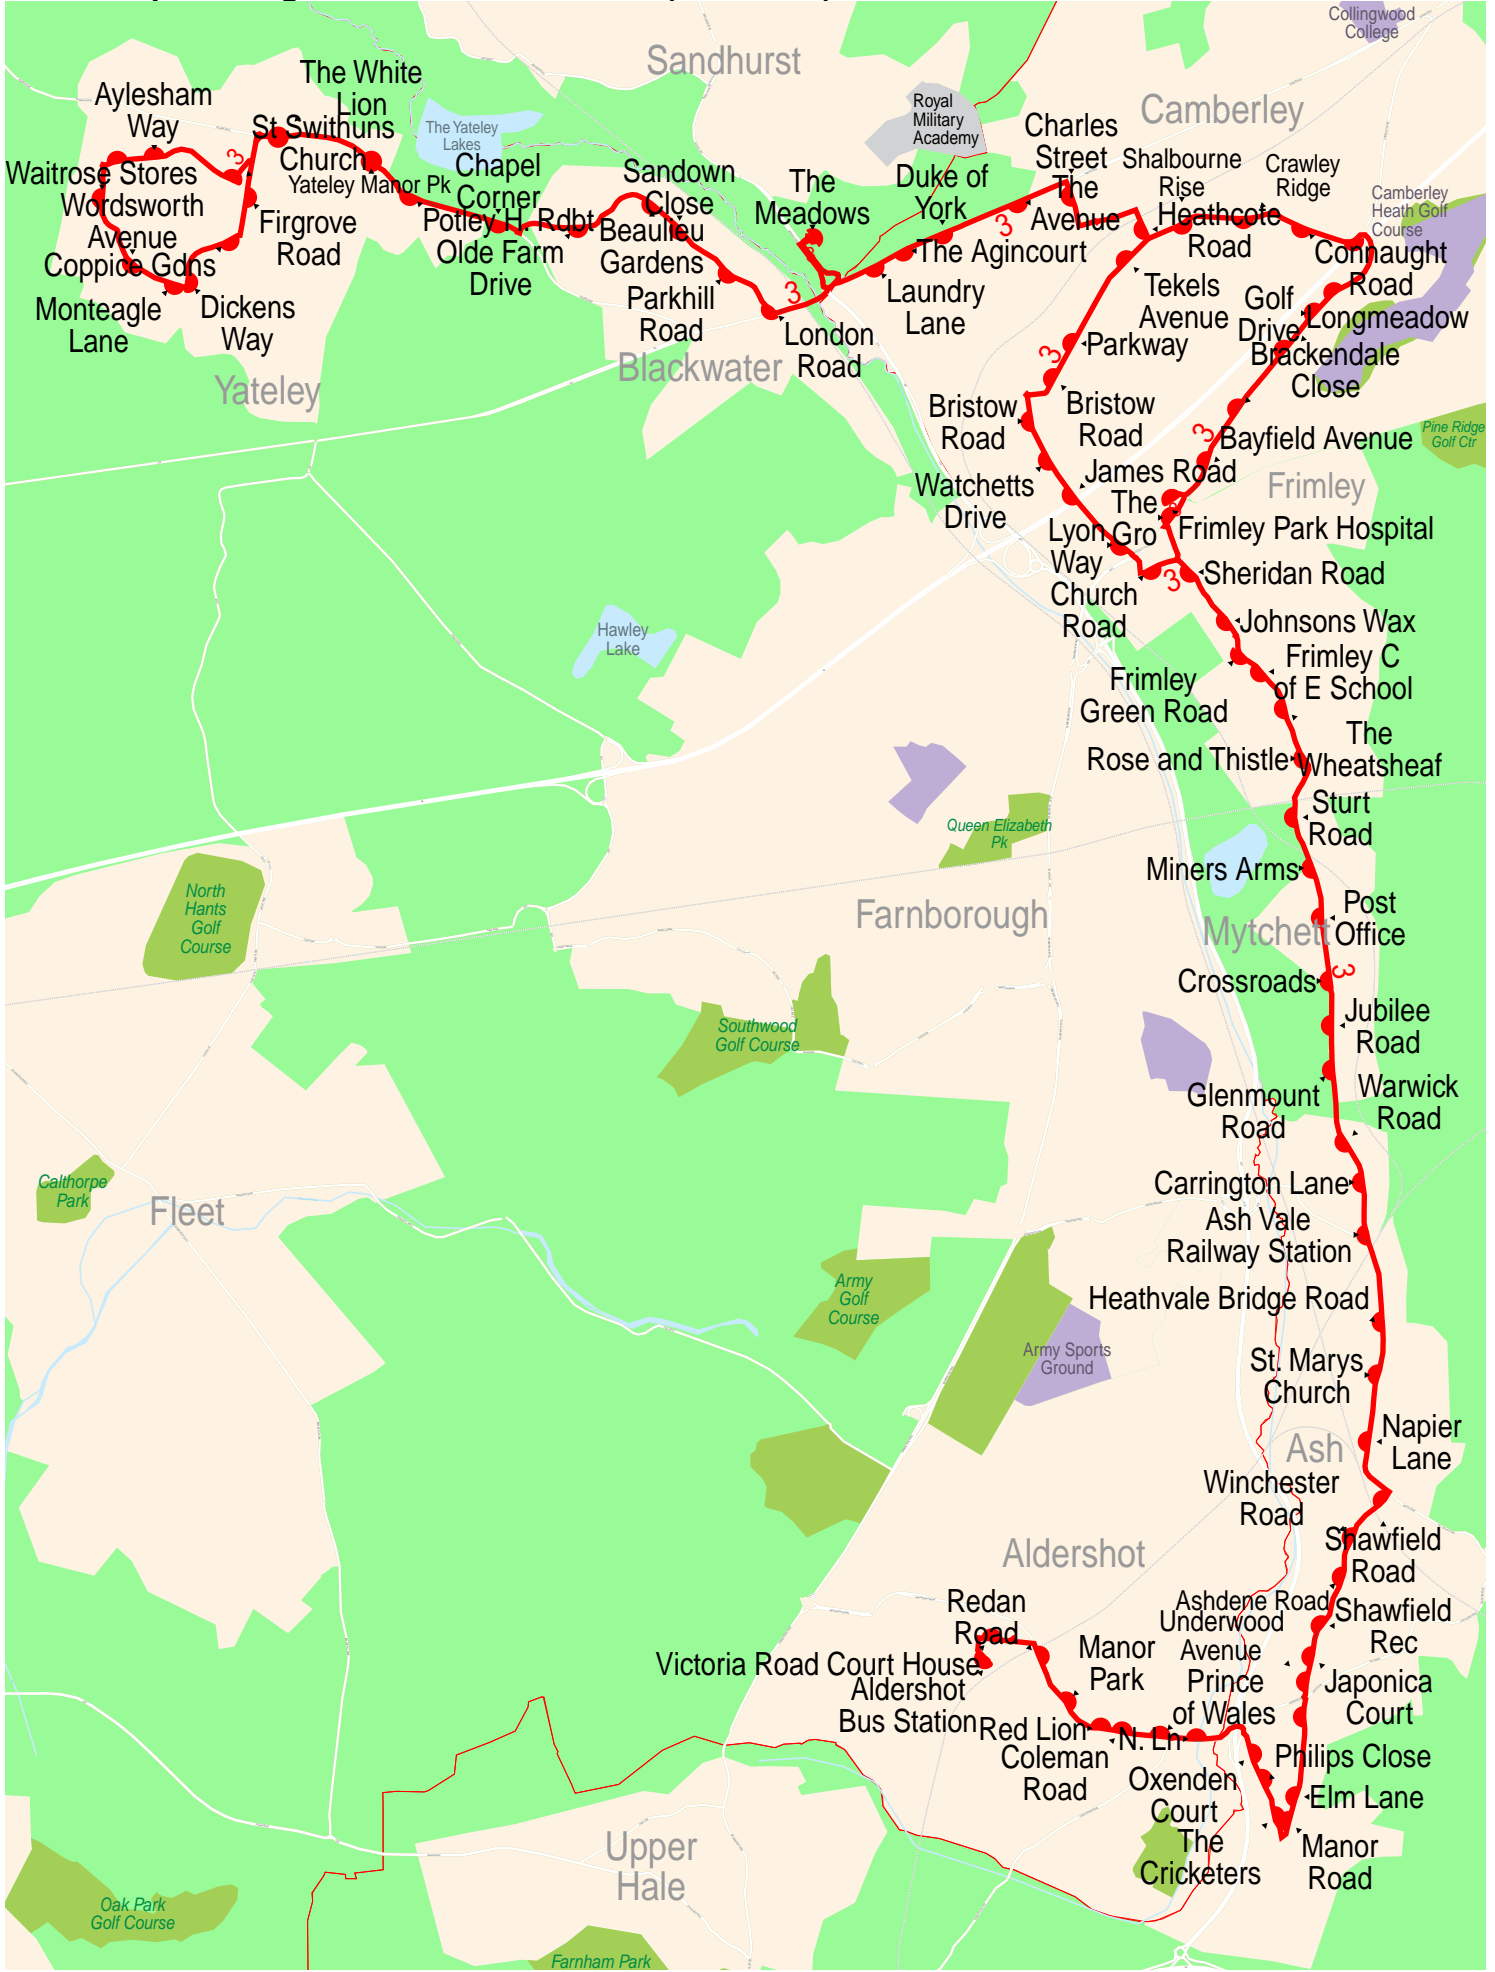 Collingwood
College
Sandhurst
The White
Lion
Aylesham
Way
St Swithuns
Church
The Yateley
Lakes
Royal
Military
Academy
Charles
Street
Camberley
Waitrose Stores
Wordsworth
Avenue
Coppice Gdns
Yateley Manor Pk
Chapel
Corner
Sandown
Close
The
Meadows
Duke of
York
The
Avenue
Shalbourne
Rise
Crawley
Ridge
Heathcote
Road
Camberley
Heath Golf
Course
3
Firgrove
Road
Potley H. Rdbt
Olde Farm
Drive
Beaulieu
Gardens
3
The Agincourt
Connaught
Road
Monteagle
Lane
Dickens
Way
Parkhill
Road
3
London
Road
Laundry
Lane
Tekels
Avenue
Golf
Drive
Longmeadow
Yateley
Blackwater
3
Parkway
Brackendale
Close
Bristow
Road
Bristow
Road
3
Bayfield Avenue
Pine Ridge
Golf Ctr
Watchetts
Drive
James Road
Frimley
The
Gro
Lyon
Way
Frimley Park Hospital
Church
Road
3
Sheridan Road
Hawley
Lake
Johnsons Wax
Frimley
Green Road
Frimley C
of E School
Rose and Thistle
The
Wheatsheaf
Queen Elizabeth
Pk
Sturt
Road
North
Hants
Golf
Course
Miners Arms
Farnborough
Mytchett
Post
Office
Crossroads
3
Southwood
Golf Course
Jubilee
Road
Glenmount
Road
Warwick
Road
Calthorpe
Park
Fleet
Carrington Lane
Ash Vale
Railway Station
Army
Golf
Course
Heathvale Bridge Road
Army Sports
Ground
St. Marys
Church
Ash
Napier
Lane
Winchester
Road
Aldershot
Shawfield
Road
Redan
Road
Ashdene Road
Underwood
Avenue
Shawfield
Rec
Victoria Road Court House
Aldershot
Bus Station
Manor
Park
Prince
of Wales
Japonica
Court
Red Lion
Coleman
Road
N. Ln
Oxenden
Court
Philips Close
Elm Lane
The
Cricketers
Manor
Road
Upper
Hale
Oak Park
Golf Course
Farnham Park